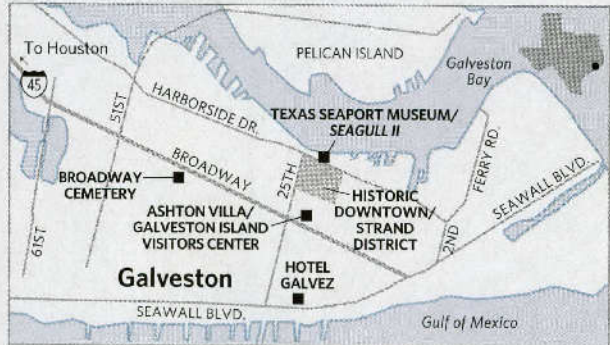 To Houston
45
PELICAN ISLAND
Galveston
Bay
51ST
HARBORSIDE DR.
TEXAS SEAPORT MUSEUM/
SEAGULL II
BROADWAY
25TH
FERRY RD.
BROADWAY
CEMETERY
HISTORIC
DOWNTOWN/
STRAND
DISTRICT
SEAWALL BLVD.
ASHTON VILLA/
GALVESTON ISLAND
VISITORS CENTER
61ST
2ND
Galveston
HOTEL
GALVEZ
SEAWALL BLVD.
Gulf of Mexico